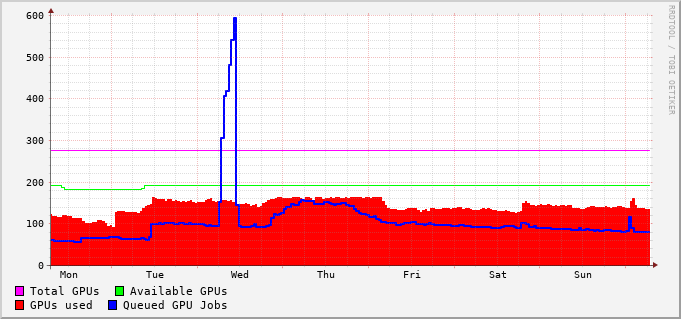 600
500
400
300
200
100
0
Mon Tue Wed Thu Fri Sat Sun
Total GPUs Available GPUs
GPUs used Queued GPU Jobs
RRDTOOL / TOBI OETIKER